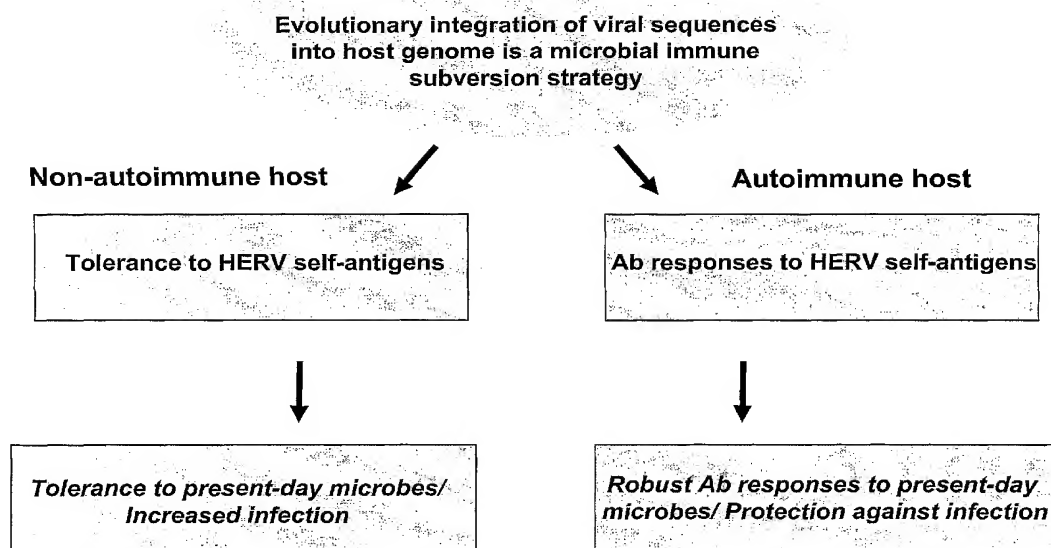 Evolutionary integration of viral sequences
into host genome is a microbial immune
subversion strategy
Non-autoimmune host
Autoimmune host
Tolerance to HERV self-antigens
Ab responses to HERV self-antigens
Tolerance to present-day microbes/
Increased infection
Robust Ab responses to present-day
microbes/ Protection against infection